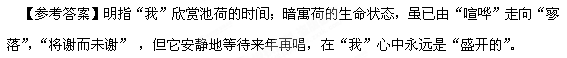 【参考答案】明指“我”欣赏池荷的时间；暗寓荷的生命状态，虽已由“喧哗”走向“寥
落”，“将谢而未谢” ，但它安静地等待来年再唱，在“我”心中永远是“盛开的”。